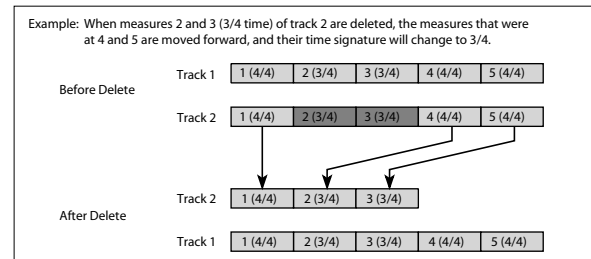 Example: When measures 2 and 3 (3/4 time) of track 2 are deleted, the measures that were
at 4 and 5 are moved forward, and their time signature will change to 3/4.
Before Delete
Track 1 1 (4/4) 2 (3/4) 3 (3/4) 4 (4/4) 5 (4/4)
Track 2 1 (4/4) 2 (3/4) 3 (3/4) 4 (4/4) 5 (4/4)
After Delete
Track 2 1 (4/4) 2 (3/4) 3 (3/4)
Track 1 1 (4/4) 2 (3/4) 3 (3/4) 4 (4/4) 5 (4/4)